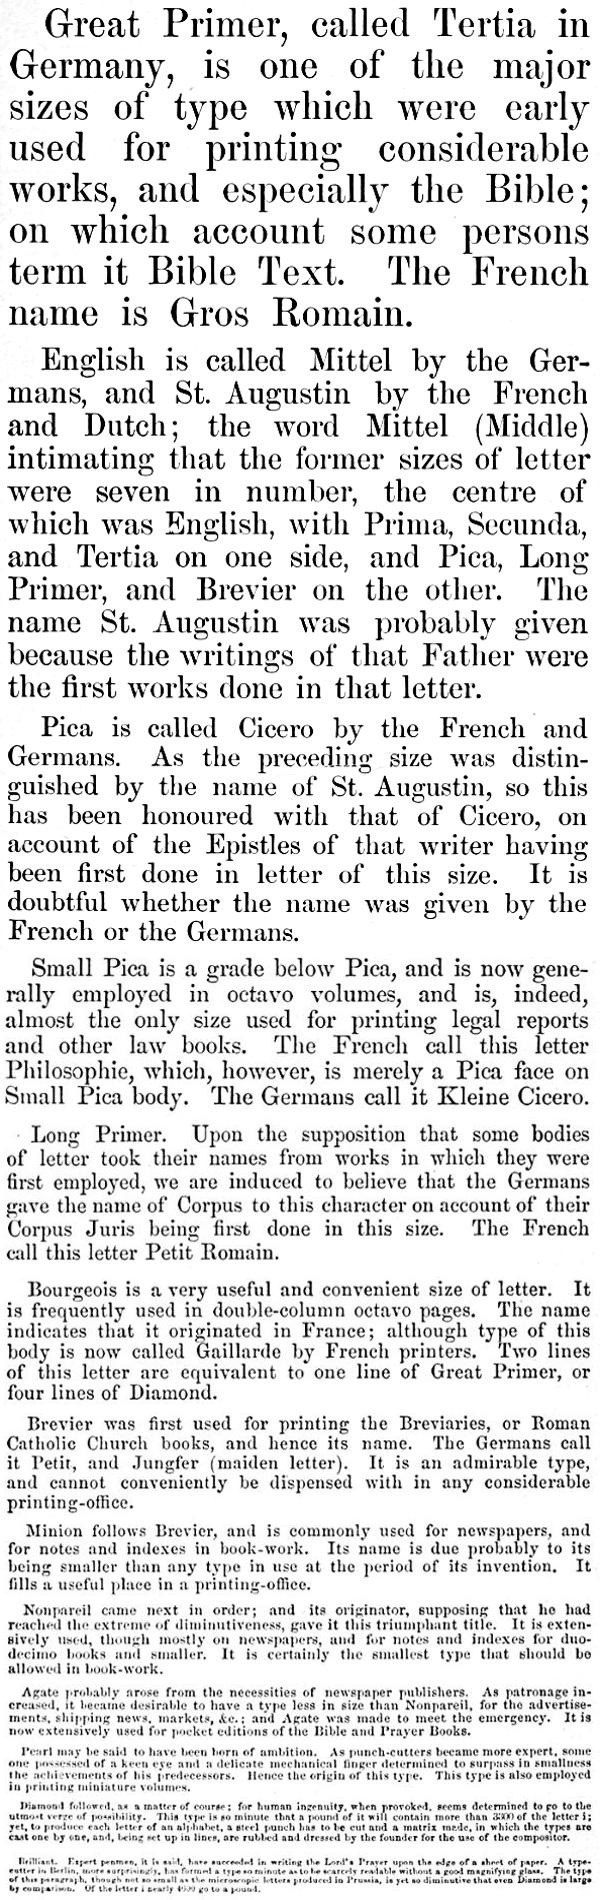 Great Primer, called Tertia in
Germany, is one of the major
sizes of type which were early
used for printing considerable
works, and especially the Bible;
on which account some persons
term it Bible Text. The French
name is Gros Romain.
English is called Mittel by the Ger-
mans, and St. Augustin by the French
and Dutch; the word Mittel (Middle)
intimating that the former sizes of letter
were seven in number, the centre of
which was English, with Prima, Secunda,
and Tertia on one side, and Pica, Long
Primer, and Brevier on the other. The
name St. Augustin was probably given
because the writings of that Father were
the first works done in that letter.
Pica is called Cicero by the French and
Germans. As the preceding size was distin-
guished by the name of St. Augustin, so this
has been honoured with that of Cicero, on
account of the Epistles of that writer having
been first done in letter of this size. It is
doubtful whether the name was given by the
French or the Germans.
Small Pica is a grade below Pica, and is now gene-
rally employed in octavo volumes, and is, indeed,
almost the only size used for printing legal reports
and other law books. The French call this letter
Philosophie, which, however, is merely a Pica face on
Small Pica body. The Germans call it Kleine Cicero.
Long Primer. Upon the supposition that some bodies
of letter took their names from works in which they were
first employed, we are induced to believe that the Germans
gave the name of Corpus to this character on account of their
Corpus Juris being first done in this size. The French
call this letter Petit Romain.
Bourgeois is a very useful and convenient size of letter. It
is frequently used in double-column octavo pages. The name
indicates that it originated in France; although type of this
body is now called Gaillarde by French printers. Two lines
of this letter are equivalent to one line of Great Primer, or
four lines of Diamond.
Brevier was first used for printing the Breviaries, or Roman
Catholic Church books, and hence its name. The Germans call
it Petit, and Jungfer (maiden letter). It is an admirable type,
and cannot conveniently be dispensed with in any considerable
printing-office.
Minion follows Brevier, and is commonly used for newspapers, and
for notes and indexes in book-work. Its name is due probably to its
being smaller than any type in use at the period of its invention. It
fills a useful place in a printing-office.
Nonpareil came next in order; and its originator, supposing that he had
reached the extreme of diminutiveness, gave it this triumphant title. It is exten-
sively used, though mostly on newspapers, and for notes and indexes for duo-
decimo books and smaller. It is certainly the smallest type that should be
allowed in book-work.
Agate probably arose from the necessities of newspaper publishers. As patronage in-
creased, it became desirable to have a type less in size than Nonpareil, for the advertise-
ments, shipping news, markets, &c.; and Agate was made to meet the emergency. It is
now extensively used for pocket editions of the Bible and Prayer Books.
Pearl may be said to have been born of ambition. As punch-cutters became more expert, some
one possessed of a keen eye and a delicate mechanical finger determined to surpass in smallness
the achievements of his predecessors. Hence the origin of this type. This type is also employed
in printing miniature volumes.
Diamond followed, as a matter of course; for human ingenuity, when provoked, seems determined to go to the
utmost verge of possibility. This type is so minute that a pound of it will contain more than 3500 of the letter i;
yet, to produce each letter of an alphabet, a steel punch has to be cut and a matrix made, in which the types are
cast one by one, and, being set up in lines, are rubbed and dressed by the founder for the use of the compositor.
Brilliant. Expert penmen, it is said, have succeeded in writing the Lord's Prayer upon the edge of a sheet of paper. A type-
cutter in Berlin, more surprisingly, has formed a type so minute as to be scarcely readable without a good magnifying glass. The type
of this paragraph, though not so small as the microscopic letters produced in Prussia, is yet so diminutive that even Diamond is large
by comparison. Of the letter i nearly go to a pound.